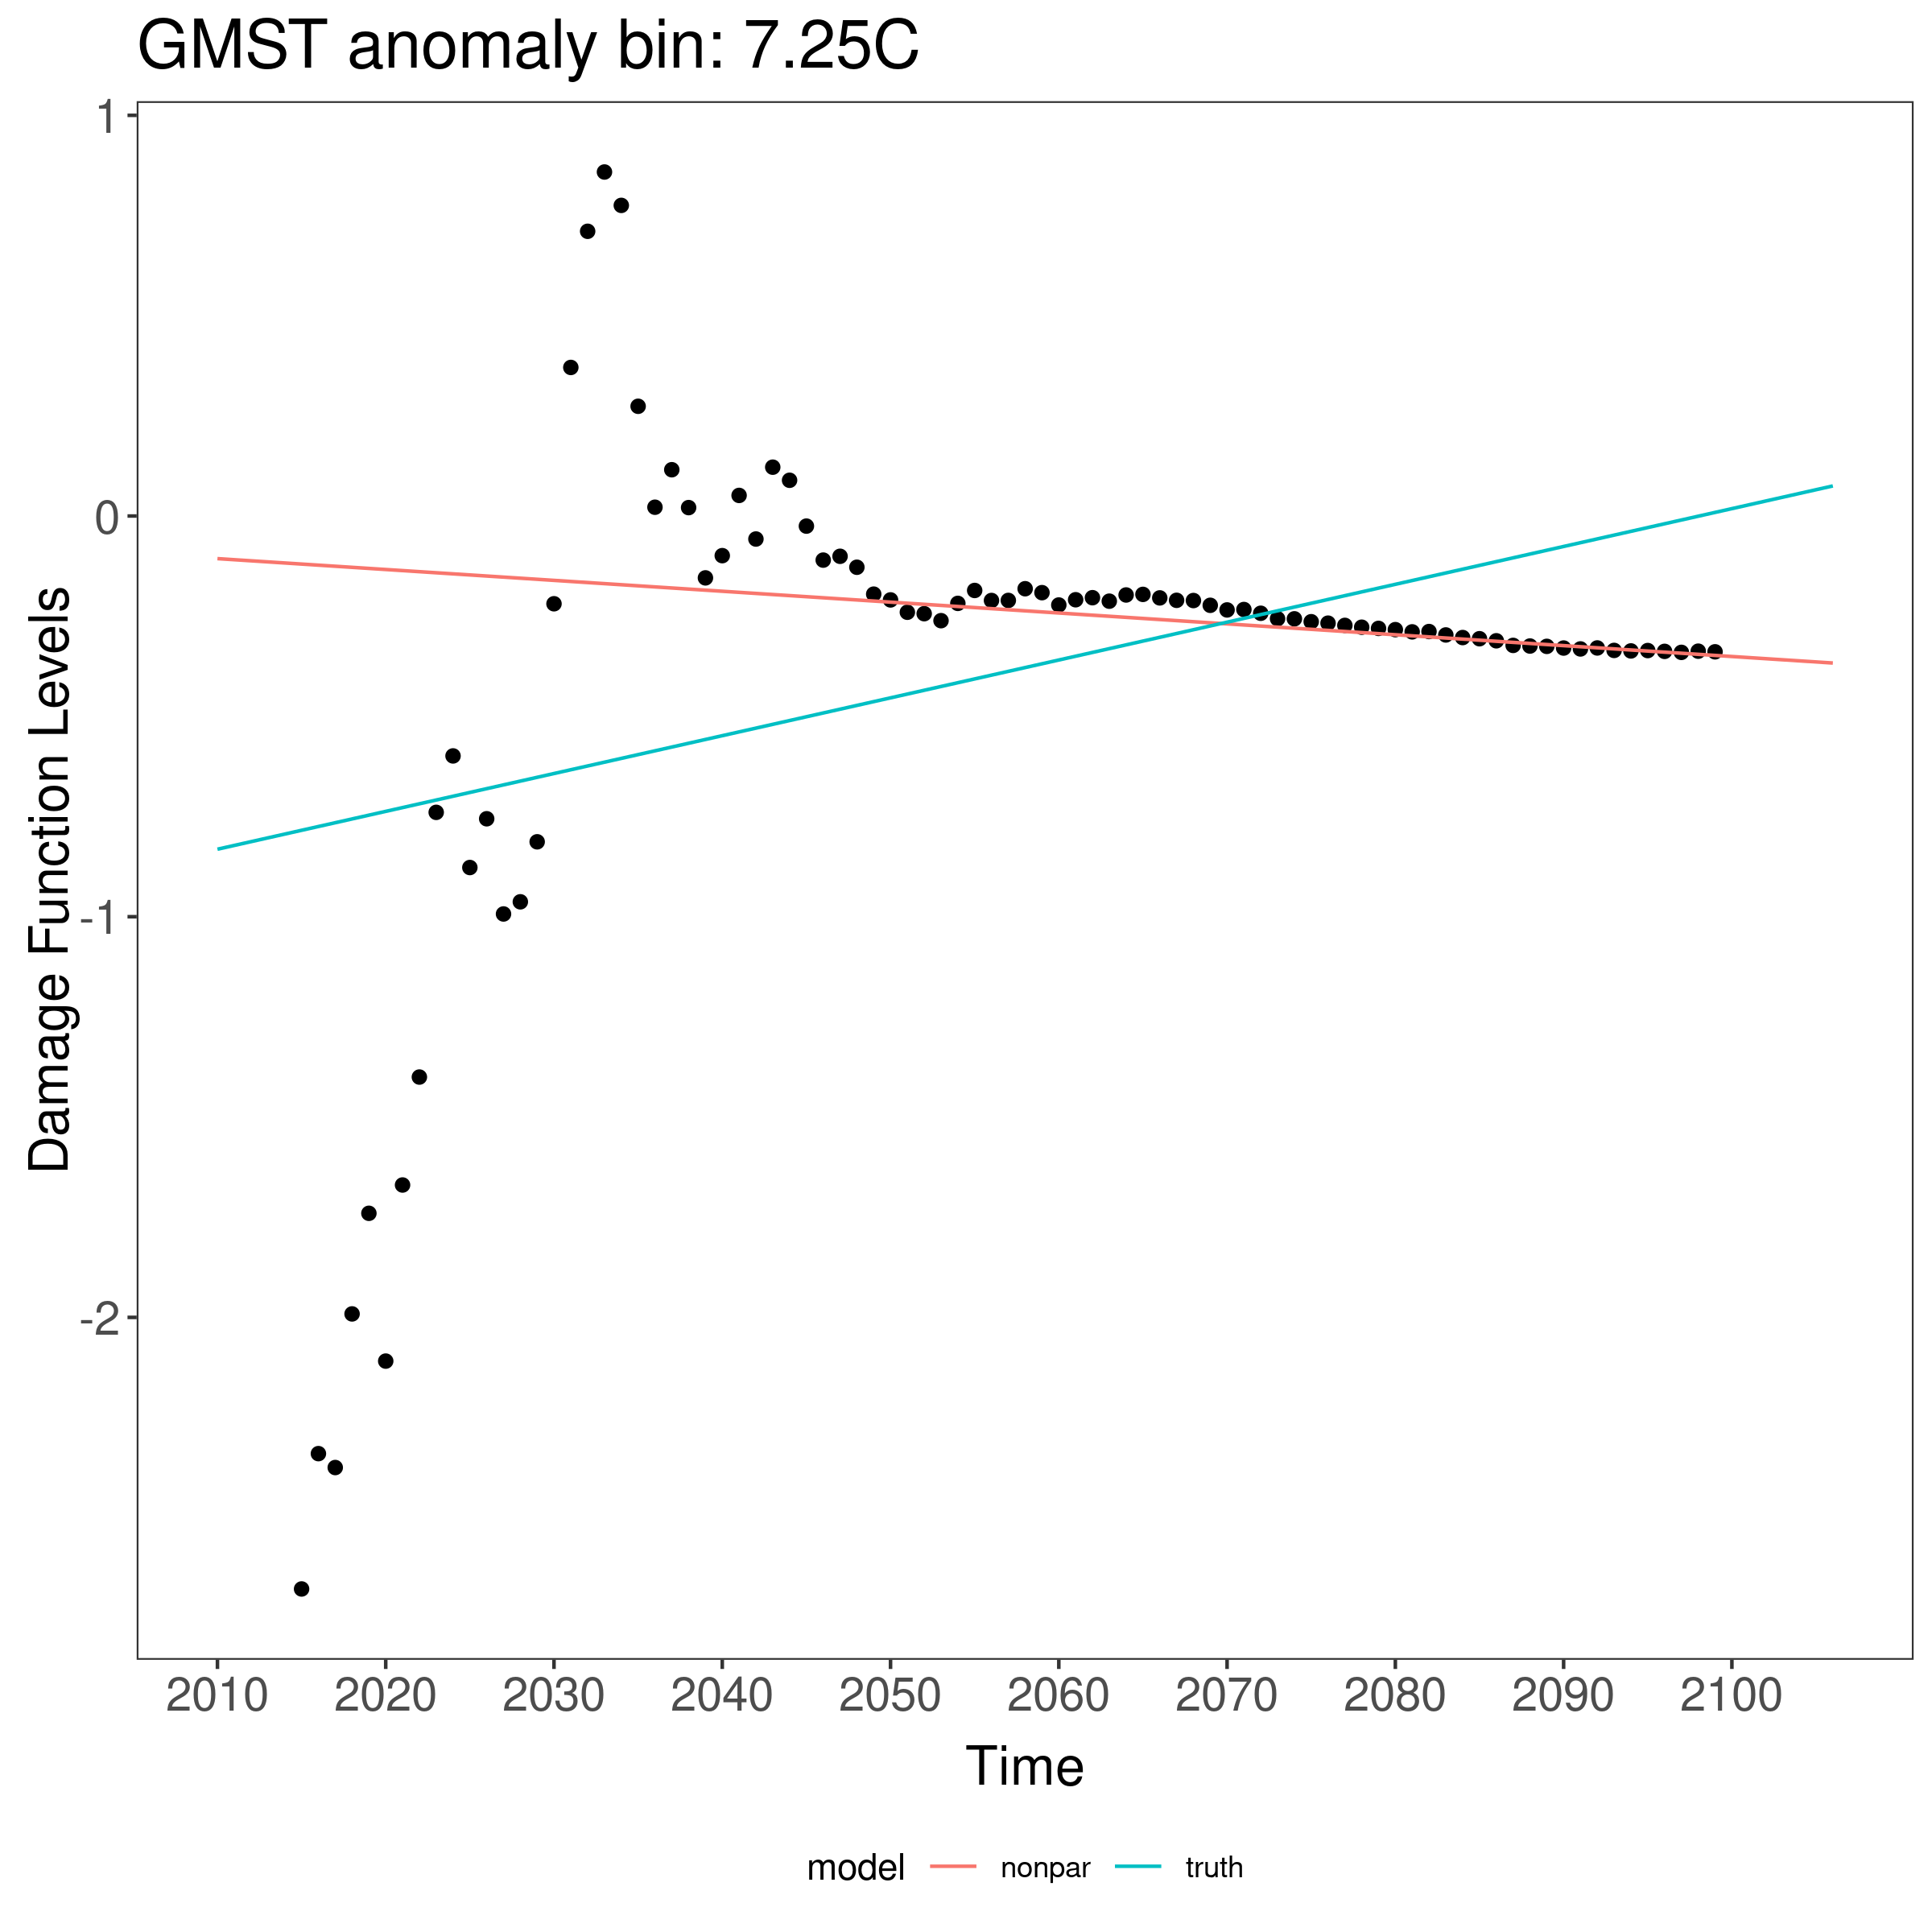 GMST anomaly bin: 7.25C
Damage Function Levels
1
0
-1
-2
2010 2020 2030 2040 2050 2060 2070 2080 2090 2100
Time
model nonpar truth